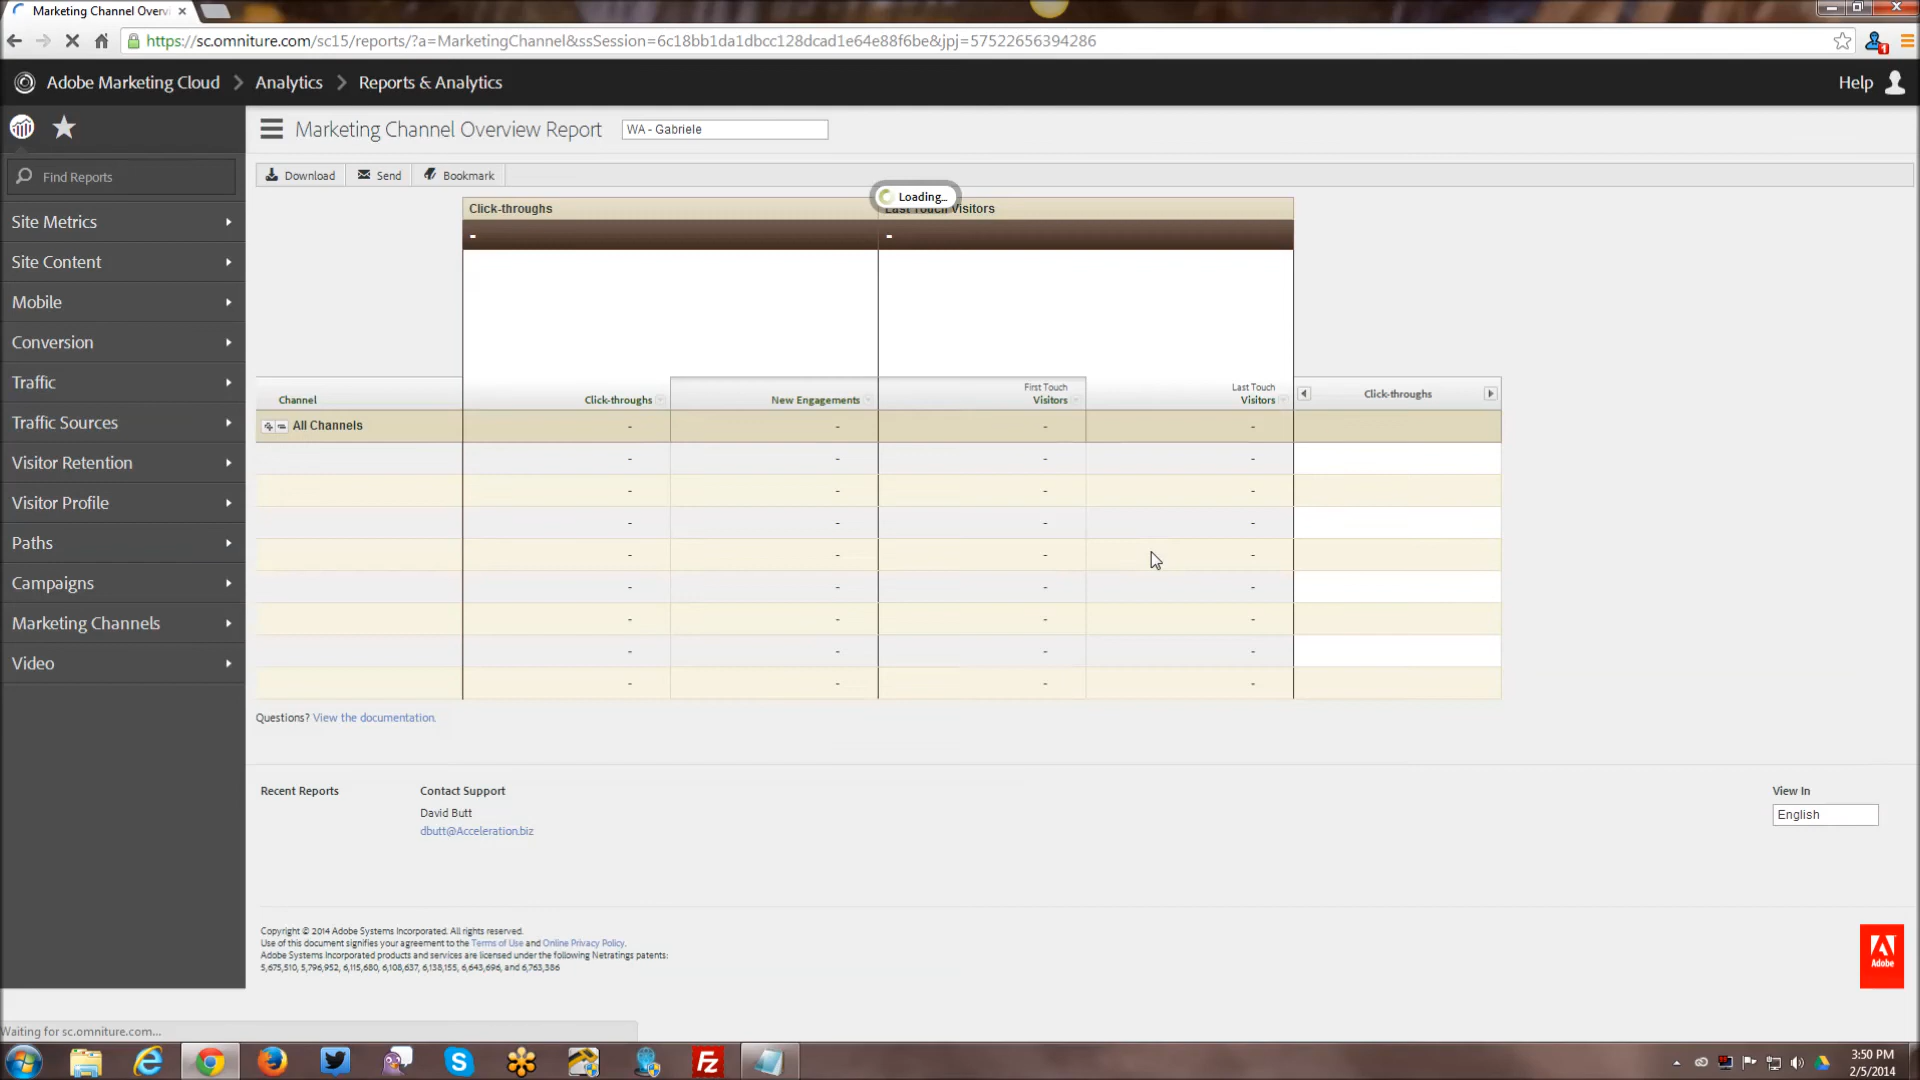 Marketing Channel Overv
https://sc.omniture.com/sc15/reports/?a=MarketingChannel&ssSession=6c18bb1da1dbcc128dcad1e64e88f6be&jpj=57522656394286
1
Adobe Marketing Cloud > Analytics > Reports & Analytics
Help
Marketing Channel Overview Report
WA - Gabriele
Find Reports
Download
Send
Bookmark
Loading...
Site Metrics
Site Content
Mobile
Conversion
Traffic
Traffic Sources
Visitor Retention
Visitor Profile
Paths
Campaigns
Marketing Channels
Video
Click-throughs
Last Touch Visitors
- -
Channel
Click-throughs
New Engagements
First Touch
Visitors
Last Touch
Visitors
Click-throughs
All Channels - - - -
- - - -
- - - -
- - - -
- - - -
- - - -
- - - -
- - - -
- - - -
Questions? View the documentation.
Recent Reports
Contact Support
David Butt
dbutt@Acceleration.biz
View In
English
Copyright © 2014 Adobe Systems Incorporated. All rights reserved.
Use of this document signifies your agreement to the Terms of Use and Online Privacy Policy.
Adobe Systems Incorporated products and services are licensed under the following Netratings patents:
5,675,510, 5,796,952, 6,115,680, 6,108,637, 6,138,155, 6,643,696, and 6,763,386
Adobe
Waiting for sc.omniture.com...
Fz
3:50 PM
2/5/2014